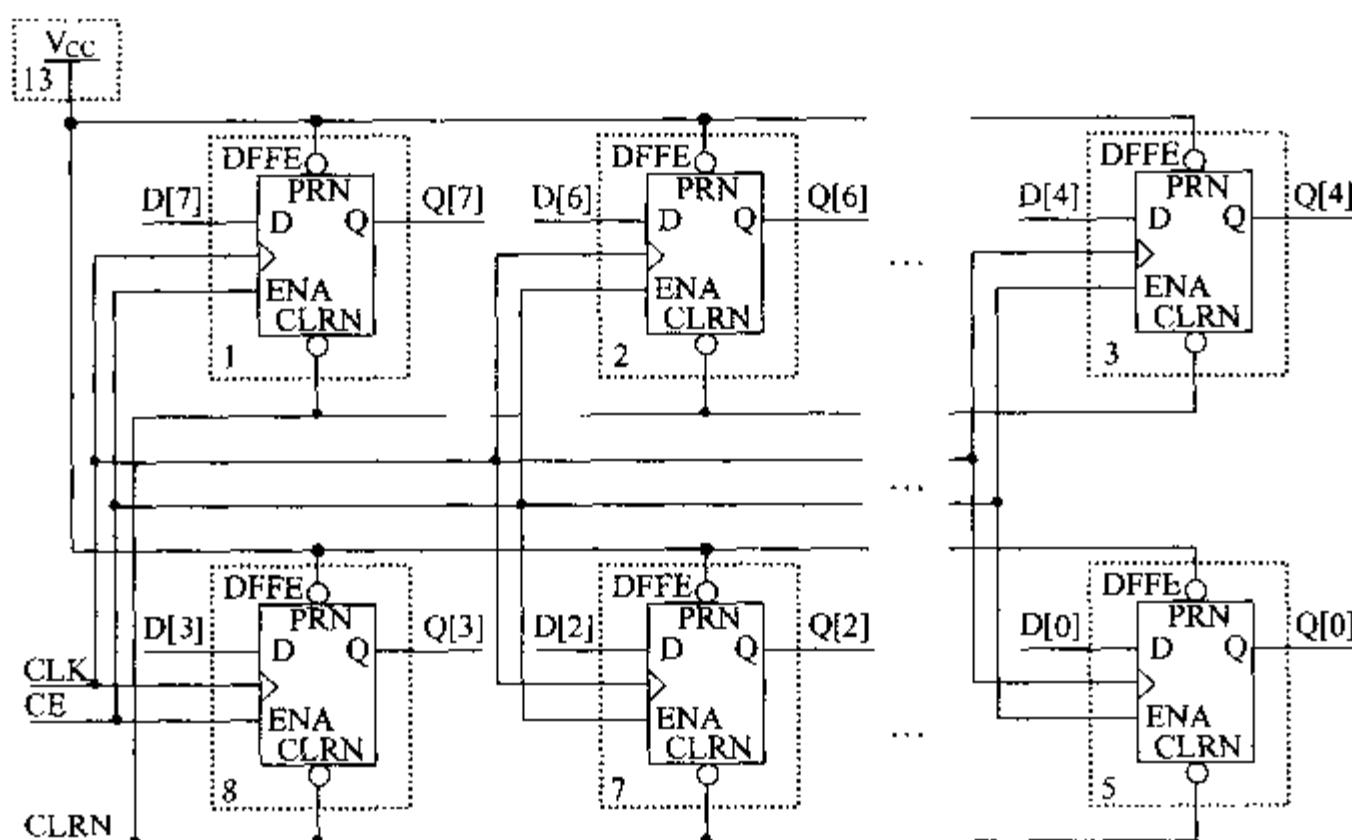 V_CC
13
DFFE DFFE DFFE
PRN PRN PRN
D[7] D Q Q[7] D[6] D Q Q[6] D[4] D Q Q[4]
...
ENA ENA ENA
CLRN CLRN CLRN
1 2 3
...
DFFE DFFE DFFE
PRN PRN PRN
D[3] D Q Q[3] D[2] D Q Q[2] D[0] D Q Q[0]
CLK
CE ENA ENA ENA
...
CLRN CLRN CLRN
8 7 5
CLRN